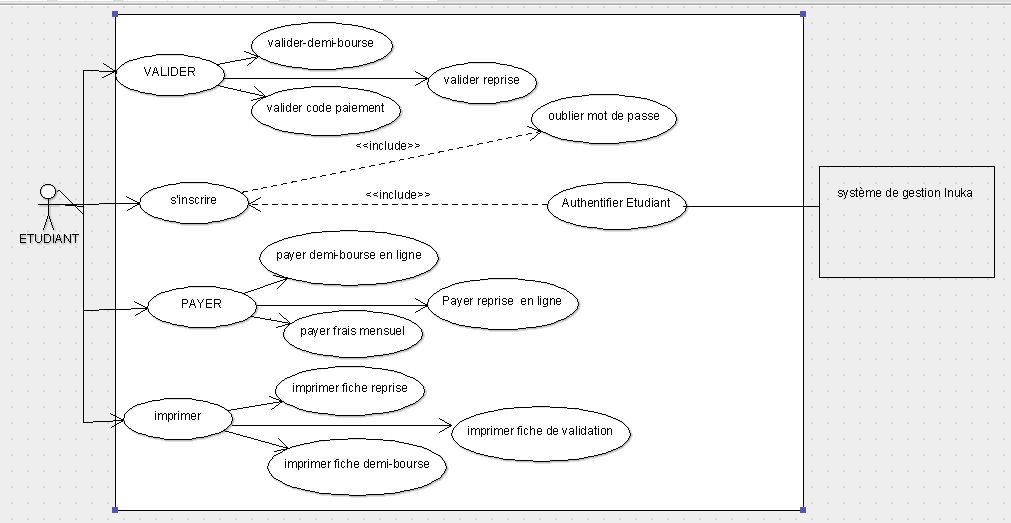 valider-demi-bourse
VALIDER
valider reprise
valider code paiement
oublier mot de passe
<<include>>
<<include>>
s'inscrire
Authentifier Etudiant
système de gestion Inuka
ETUDIANT
payer demi-bourse en ligne
PAYER
Payer reprise en ligne
payer frais mensuel
imprimer fiche reprise
imprimer
imprimer fiche de validation
imprimer fiche demi-bourse